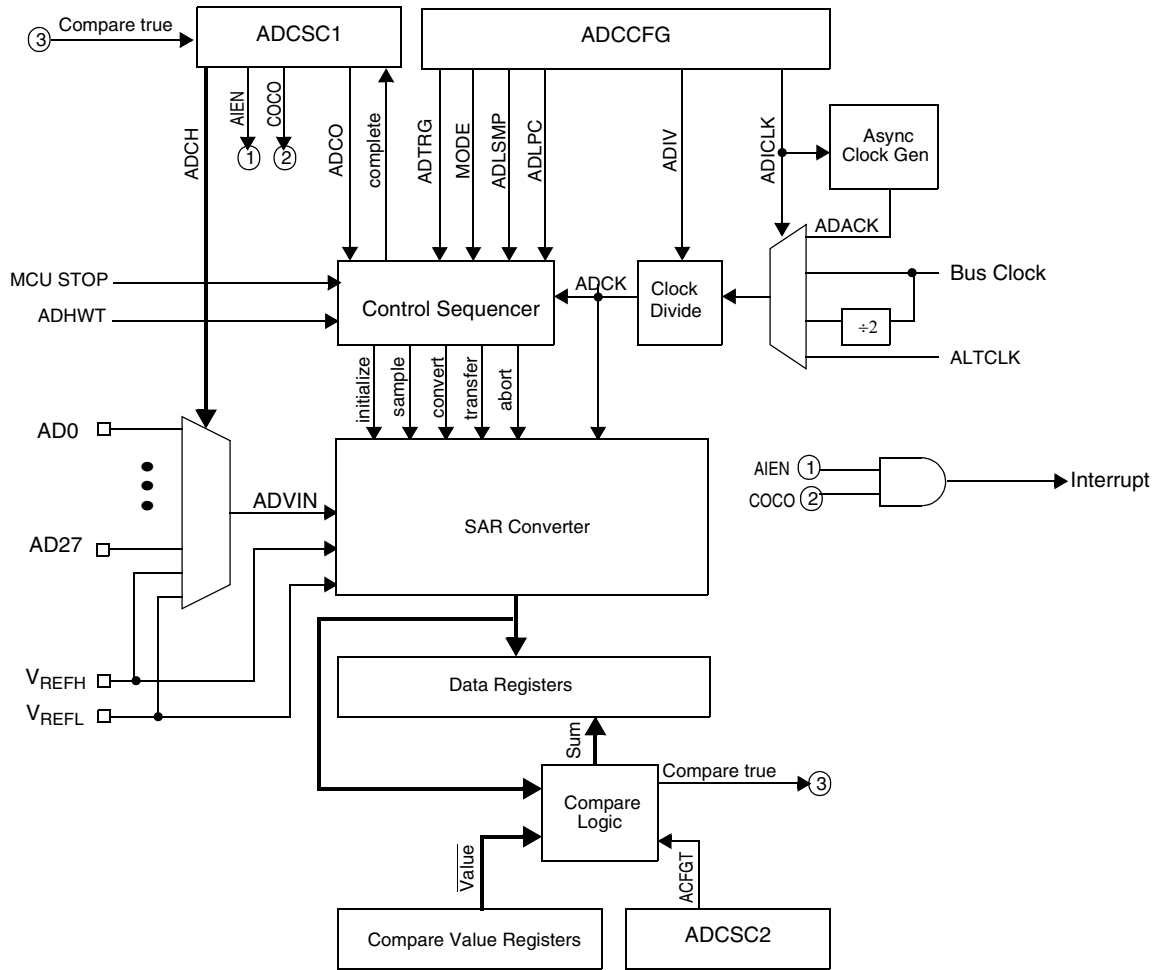 3
Compare true
ADCSC1
ADCCFG
ADCH
AIEN
COCO
ADCO
complete
ADTRG
MODE
ADLSMP
ADLPC
ADIV
ADICLK
Async
Clock Gen
1
2
ADACK
MCU STOP
ADHWT
Control Sequencer
ADCK
Clock
Divide
Bus Clock
÷2
ALTCLK
initialize
sample
convert
transfer
abort
AD0
AD27
ADVIN
SAR Converter
AIEN 1
COCO 2
Interrupt
VREFH
VREFL
Data Registers
Sum
Compare true
3
Compare
Logic
Value
ACFGT
Compare Value Registers
ADCSC2